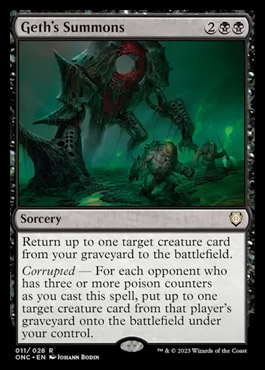 Geth's Summons 2
Sorcery
Return up to one target creature card
from your graveyard to the battlefield.
Corrupted — For each opponent who
has three or more poison counters
as you cast this spell, put up to one
target creature card from that player's
graveyard onto the battlefield under
your control.
011/028 R
ONC • EN Johann Bodin
™ & © 2023 Wizards of the Coast